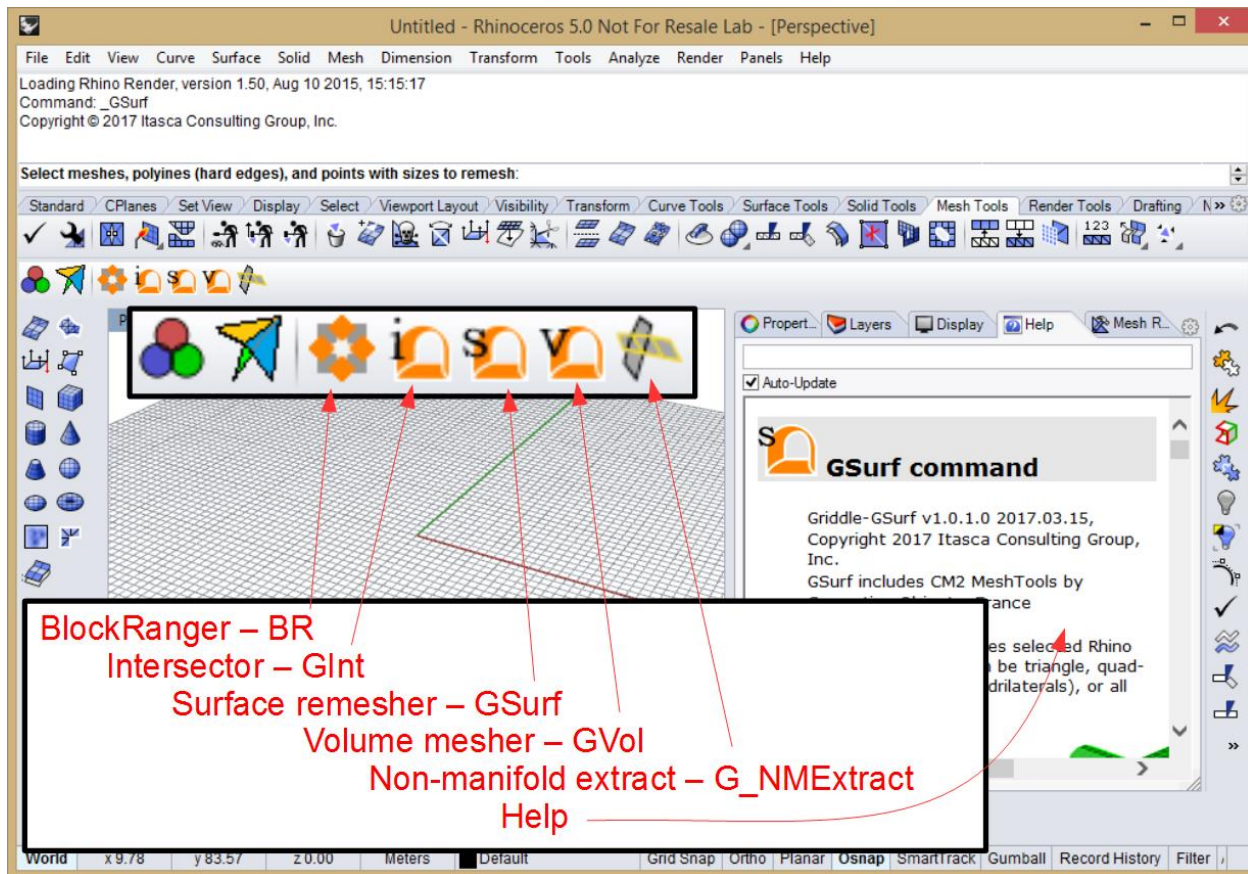 Untitled - Rhinoceros 5.0 Not For Resale Lab - [Perspective]
File Edit View Curve Surface Solid Mesh Dimension Transform Tools Analyze Render Panels Help
Loading Rhino Render, version 1.50, Aug 10 2015, 15:15:17
Command: _GSurf
Copyright © 2017 Itasca Consulting Group, Inc.
Select meshes, polyines (hard edges), and points with sizes to remesh:
Standard CPlanes Set View Display Select Viewport Layout Visibility Transform Curve Tools Surface Tools Solid Tools Mesh Tools Render Tools Drafting N »
123
i s v
P
i s v
Propert... Layers Display Help Mesh R...
Auto-Update
s
GSurf command
Griddle-GSurf v1.0.1.0 2017.03.15,
Copyright 2017 Itasca Consulting Group,
Inc.
GSurf includes CM2 MeshTools by
rance
es selected Rhino
be triangle, quad-
drilaterals), or all
»
BlockRanger – BR
Intersector – GInt
Surface remesher – GSurf
Volume mesher – GVol
Non-manifold extract – G_NMExtract
Help
World x 9.78 y 83.57 z 0.00 Meters Default Grid Snap Ortho Planar Osnap SmartTrack Gumball Record History Filter